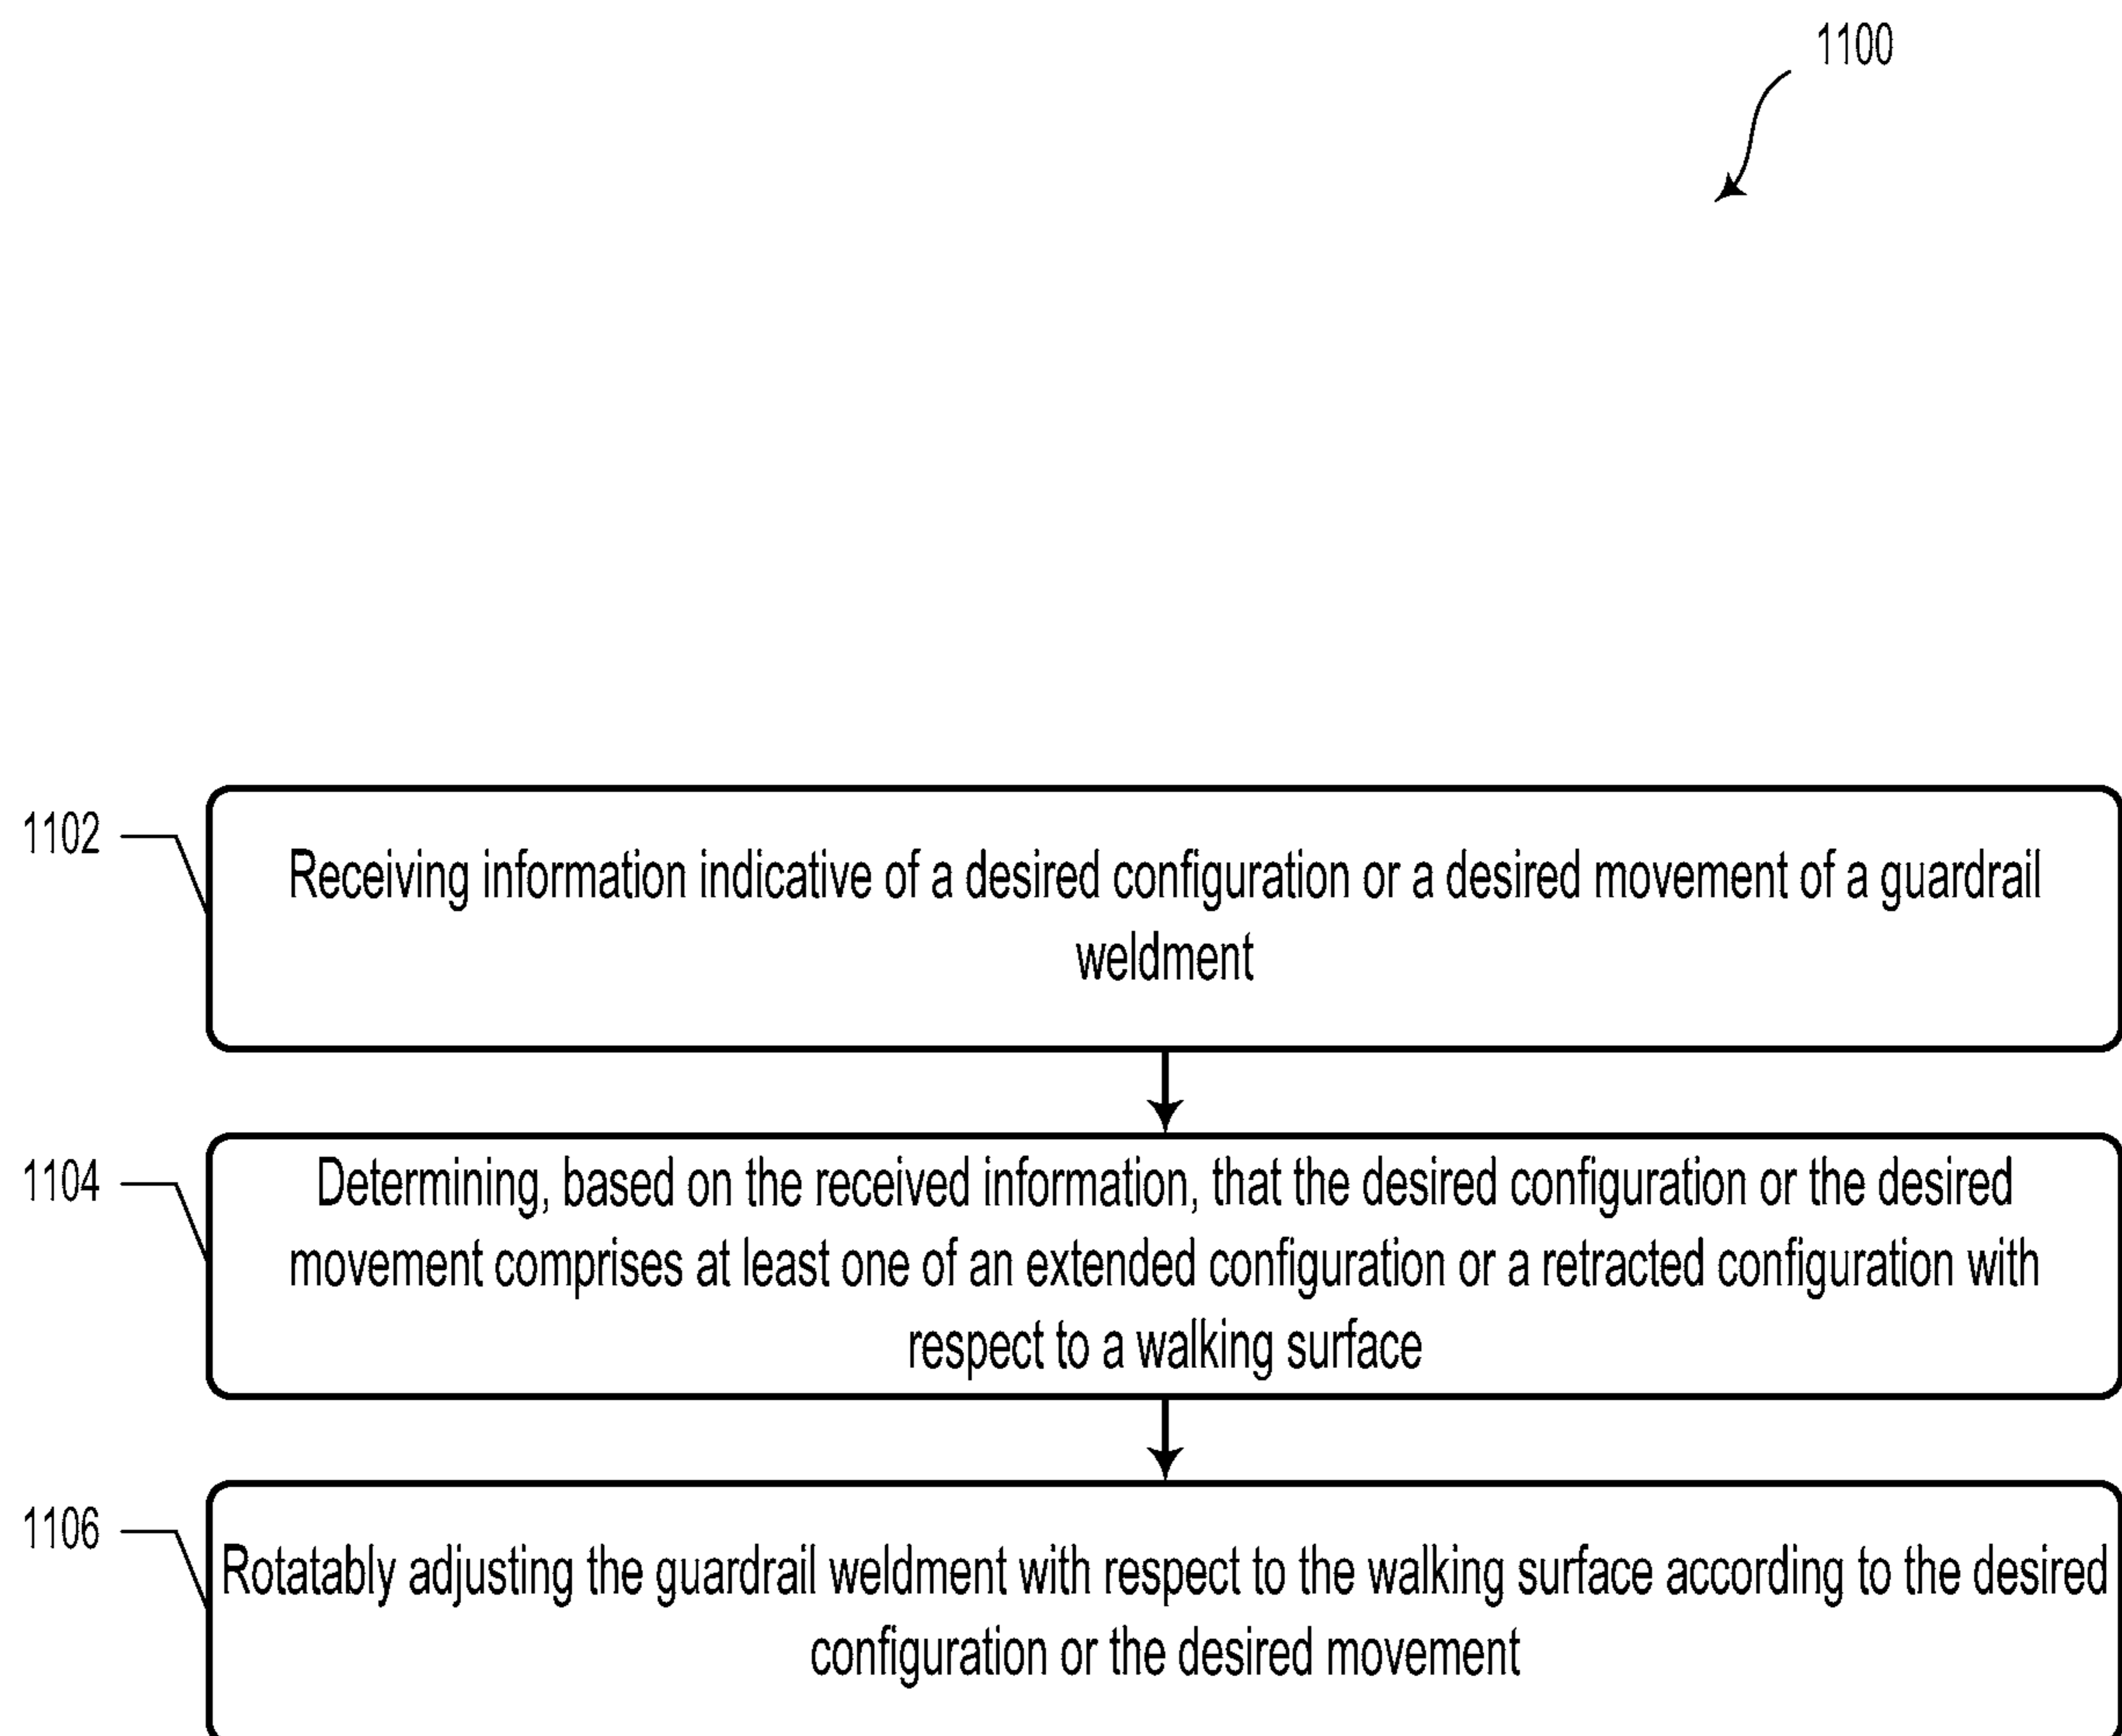 1100
1102
Receiving information indicative of a desired configuration or a desired movement of a guardrail
weldment
1104
Determining, based on the received information, that the desired configuration or the desired
movement comprises at least one of an extended configuration or a retracted configuration with
respect to a walking surface
1106
Rotatably adjusting the guardrail weldment with respect to the walking surface according to the desired
configuration or the desired movement